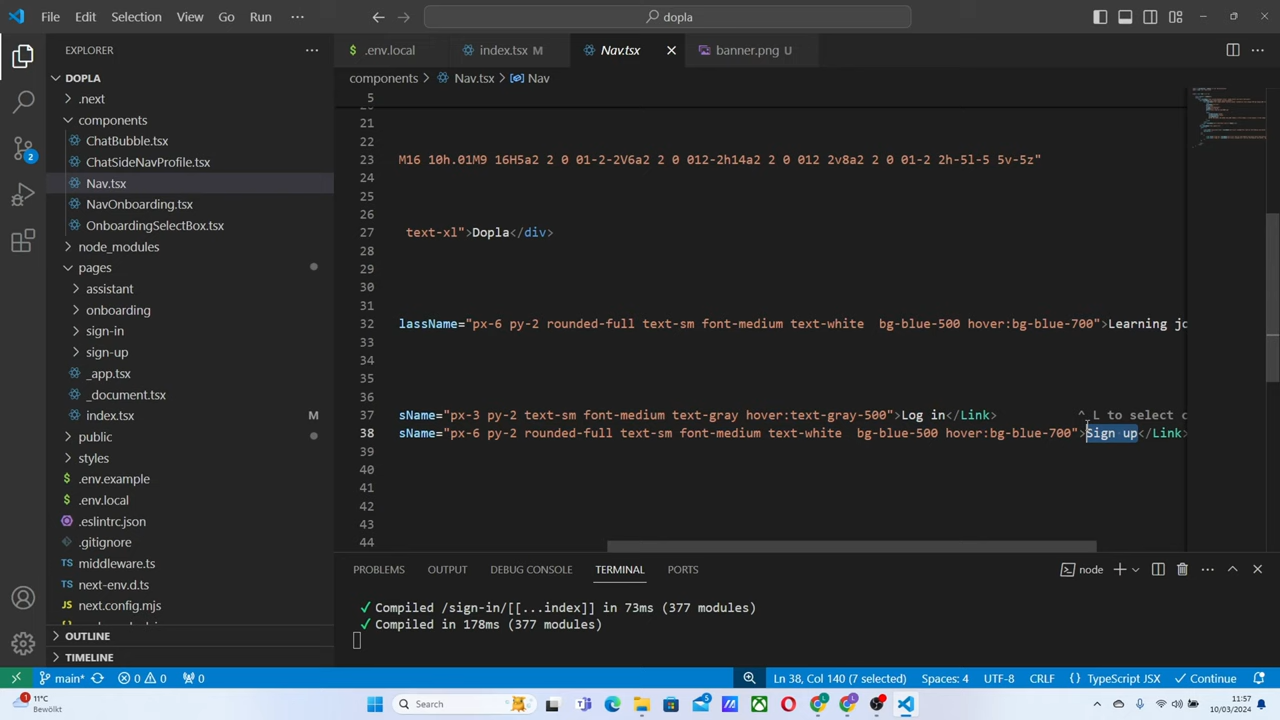 File Edit Selection View Go Run ··· dopla
EXPLORER ···
.env.local index.tsx M Nav.tsx banner.png U
DOPLA
components > Nav.tsx > Nav
.next
components
ChatBubble.tsx
ChatSideNavProfile.tsx
Nav.tsx
NavOnboarding.tsx
OnboardingSelectBox.tsx
node_modules
pages
assistant
onboarding
sign-in
sign-up
_app.tsx
_document.tsx
index.tsx M
public
styles
.env.example
.env.local
.eslintrc.json
.gitignore
middleware.ts
next-env.d.ts
next.config.mjs
OUTLINE
TIMELINE
2
5
21
22
23 M16 10h.01M9 16H5a2 2 0 01-2-2V6a2 2 0 012-2h14a2 2 0 012 2v8a2 2 0 01-2 2h-5l-5 5v-5z"
24
25
26
27 text-xl">Dopla</div>
28
29
30
31
32 lassName="px-6 py-2 rounded-full text-sm font-medium text-white  bg-blue-500 hover:bg-blue-700">Learning jo
33
34
35
36
37 sName="px-3 py-2 text-sm font-medium text-gray hover:text-gray-500">Log in</Link> ^ L to select c
38 sName="px-6 py-2 rounded-full text-sm font-medium text-white  bg-blue-500 hover:bg-blue-700">Sign up</Link>
39
40
41
42
43
44
PROBLEMS OUTPUT DEBUG CONSOLE TERMINAL PORTS node
✓ Compiled /sign-in/[[...index]] in 73ms (377 modules)
✓ Compiled in 178ms (377 modules)
main* 0 0 0 Ln 38, Col 140 (7 selected) Spaces: 4 UTF-8 CRLF {} TypeScript JSX Continue
1 11°C
Bewölkt
Search
5
11:57
10/03/2024